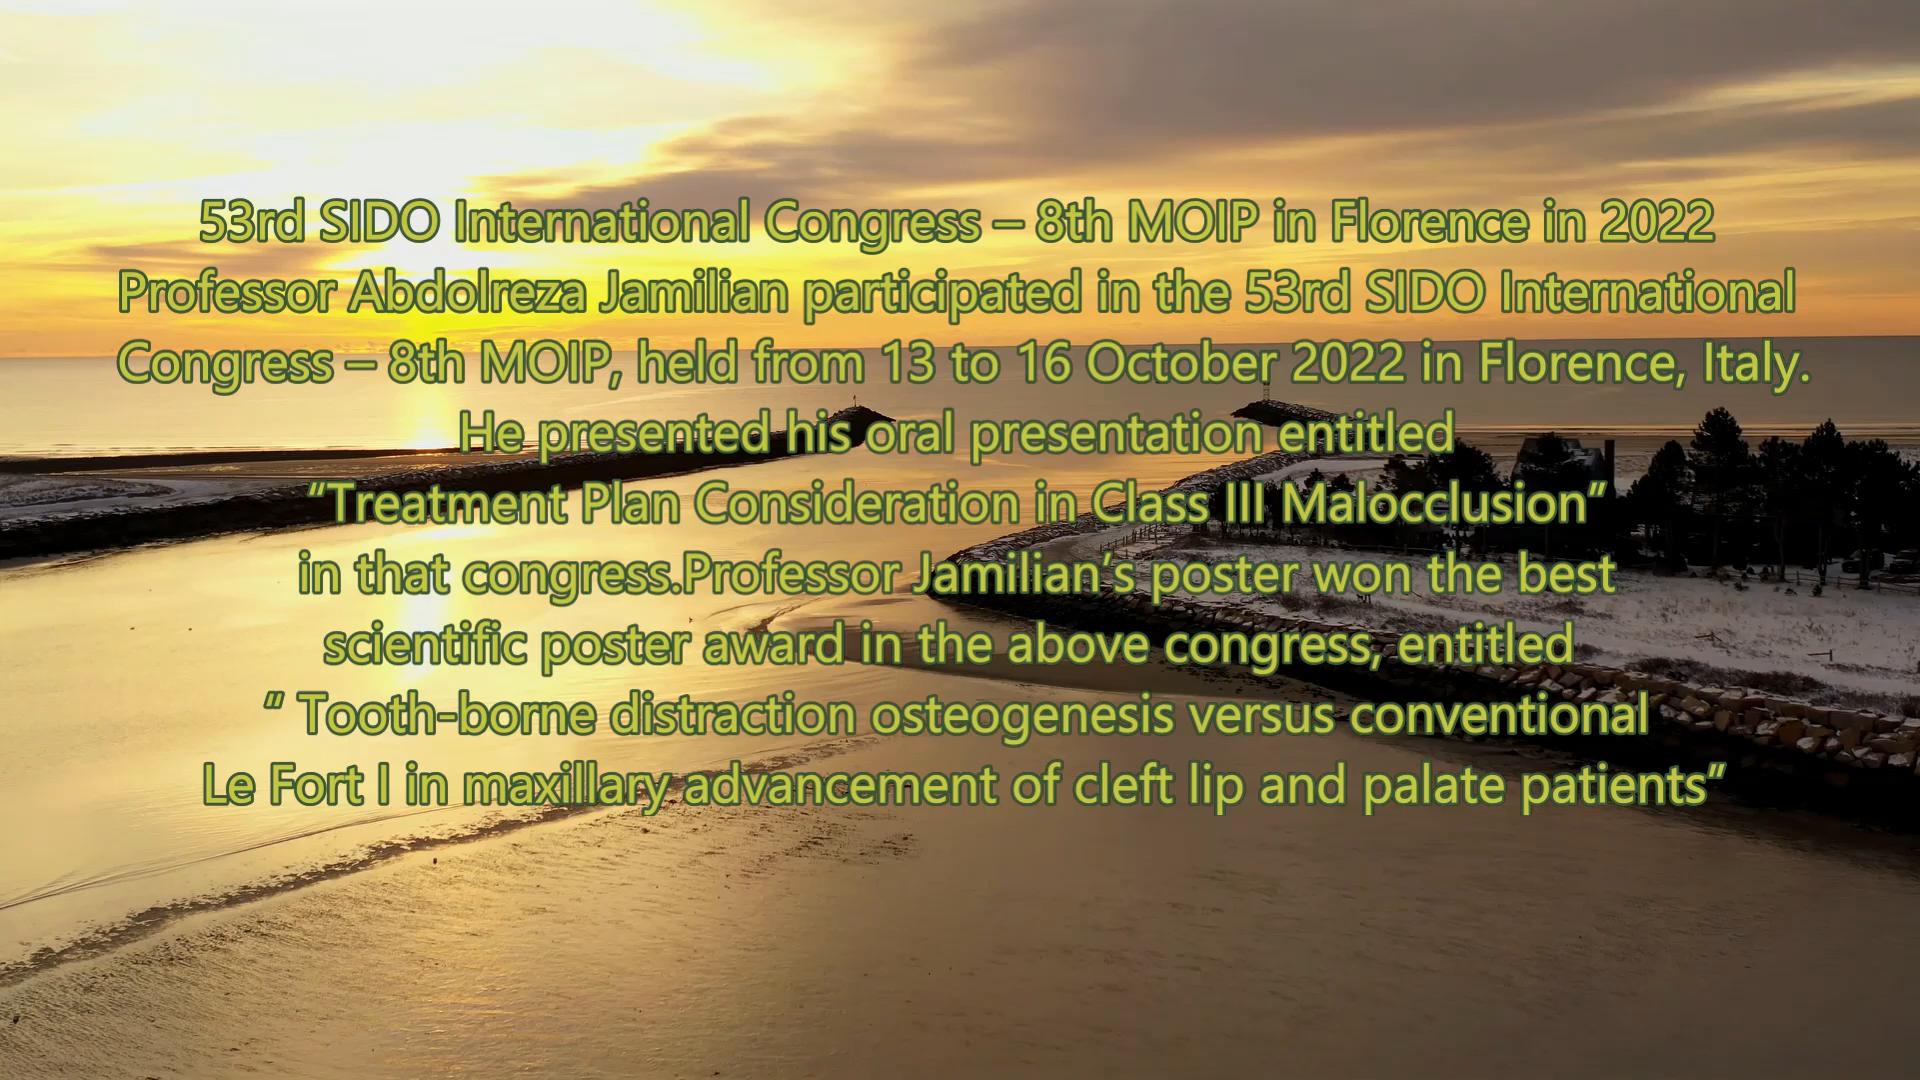 53rd SIDO International Congress – 8th MOIP in Florence in 2022
Professor Abdolreza Jamilian participated in the 53rd SIDO International
Congress – 8th MOIP, held from 13 to 16 October 2022 in Florence, Italy.
He presented his oral presentation entitled
“Treatment Plan Consideration in Class III Malocclusion”
in that congress.Professor Jamilian’s poster won the best
scientific poster award in the above congress, entitled
“ Tooth-borne distraction osteogenesis versus conventional
Le Fort I in maxillary advancement of cleft lip and palate patients”